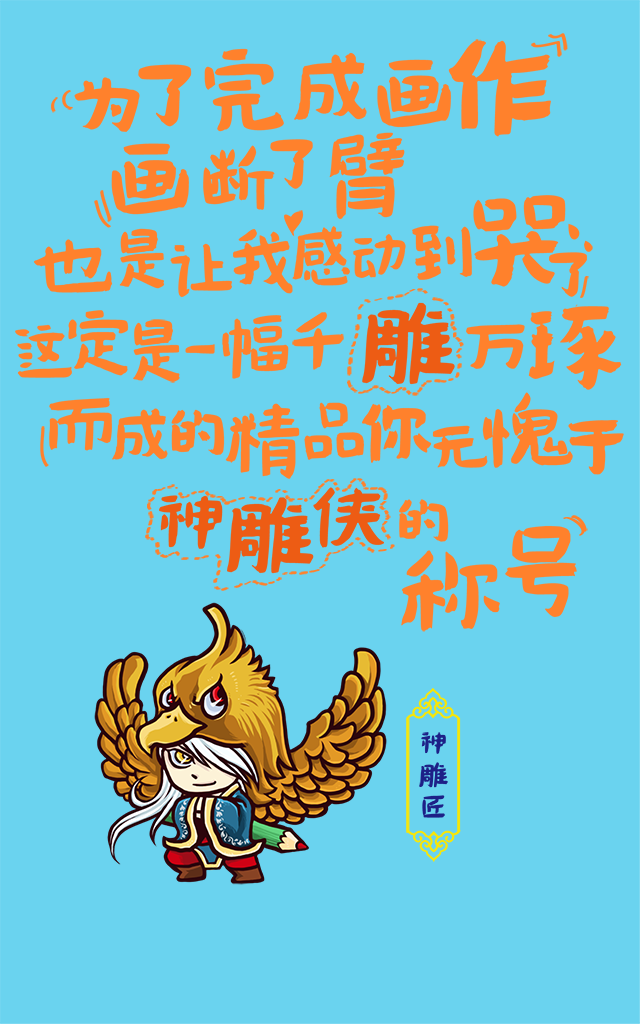 为了完成画作
画断了臂
也是让我感动到哭了
这定是一幅千雕万琢
而成的精品你无愧于
神雕侠的
称号
神雕匠